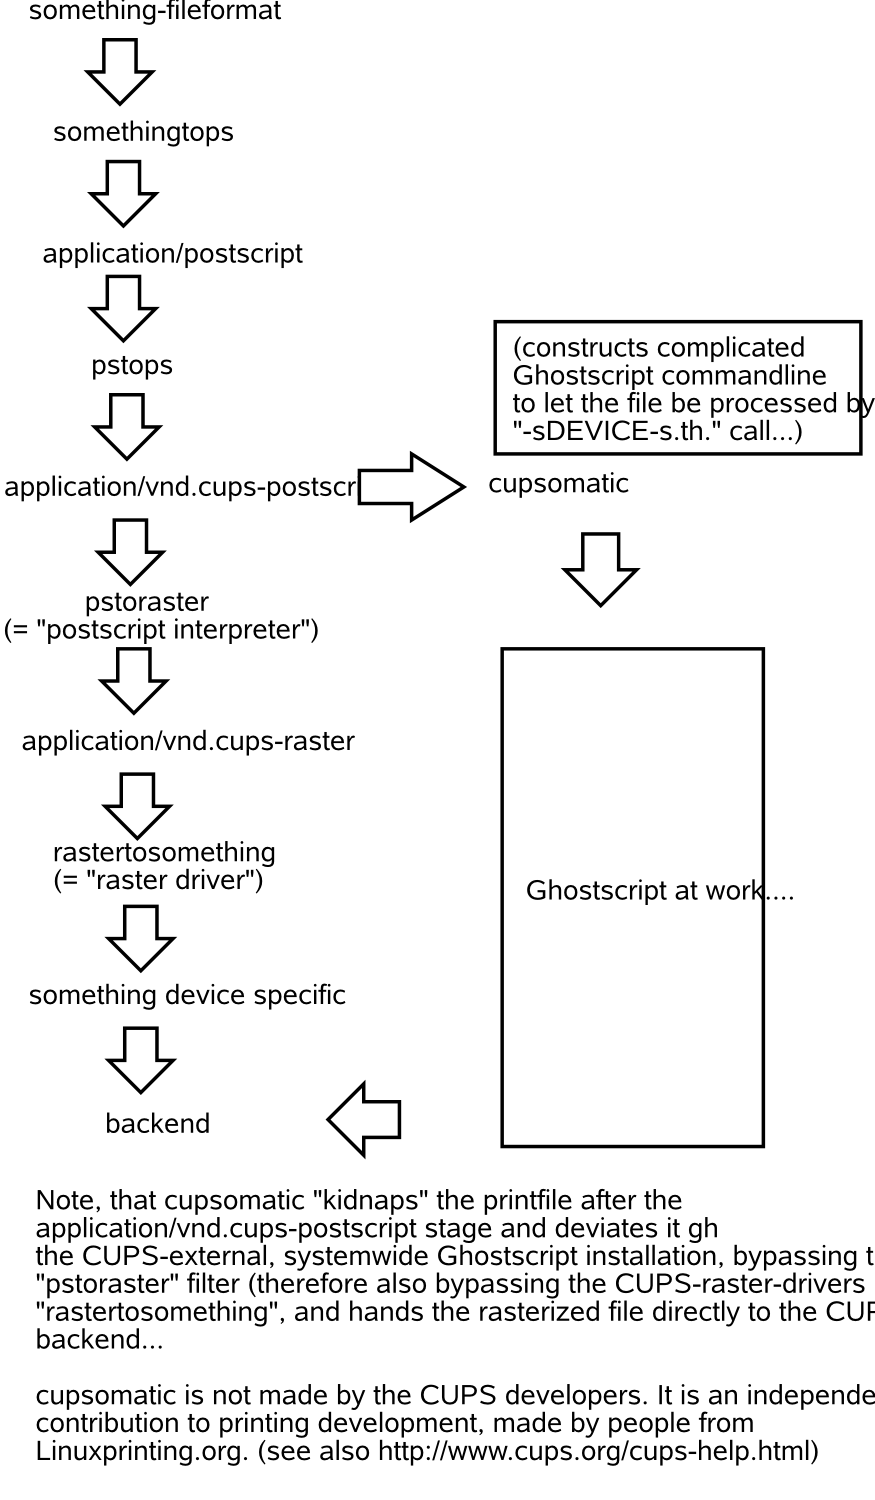 something-fileformat
somethingtops
application/postscript
pstops
(constructs complicated
Ghostscript commandline
to let the file be processed by
"-sDEVICE-s.th." call...)
application/vnd.cups-postscr
cupsomatic
pstoraster
(= "postscript interpreter")
application/vnd.cups-raster
rastertosomething
(= "raster driver")
Ghostscript at work....
something device specific
backend
Note, that cupsomatic "kidnaps" the printfile after the
application/vnd.cups-postscript stage and deviates it gh
the CUPS-external, systemwide Ghostscript installation, bypassing t
"pstoraster" filter (therefore also bypassing the CUPS-raster-drivers
"rastertosomething", and hands the rasterized file directly to the CUP
backend...
cupsomatic is not made by the CUPS developers. It is an independe
contribution to printing development, made by people from
Linuxprinting.org. (see also http://www.cups.org/cups-help.html)